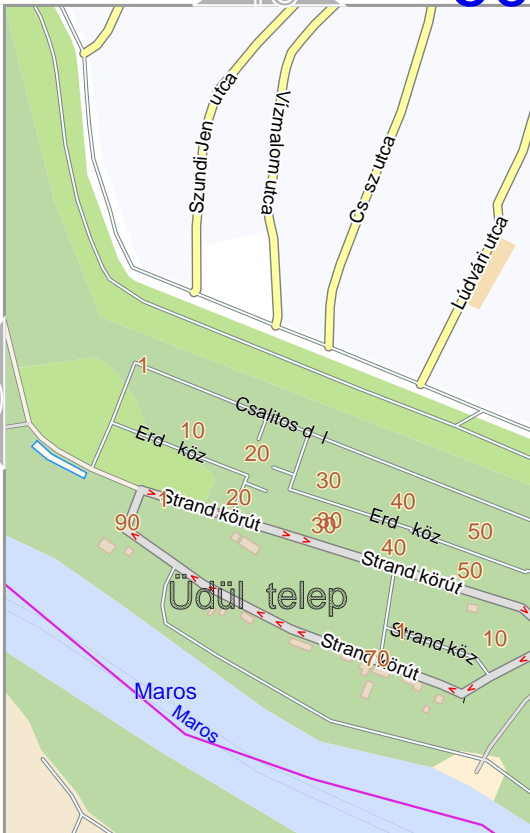 Szundi Jen utca
Vízmalom utca
Cs sz utca
Lúdvári utca
1
Csalitos d l
10
Erd köz
20
30
40
50
1
Strand körút
20
30
Erd köz
40
50
Strand körút
90
Üdül telep
1
Strand köz
10
70
Strand körút
Maros
Maros